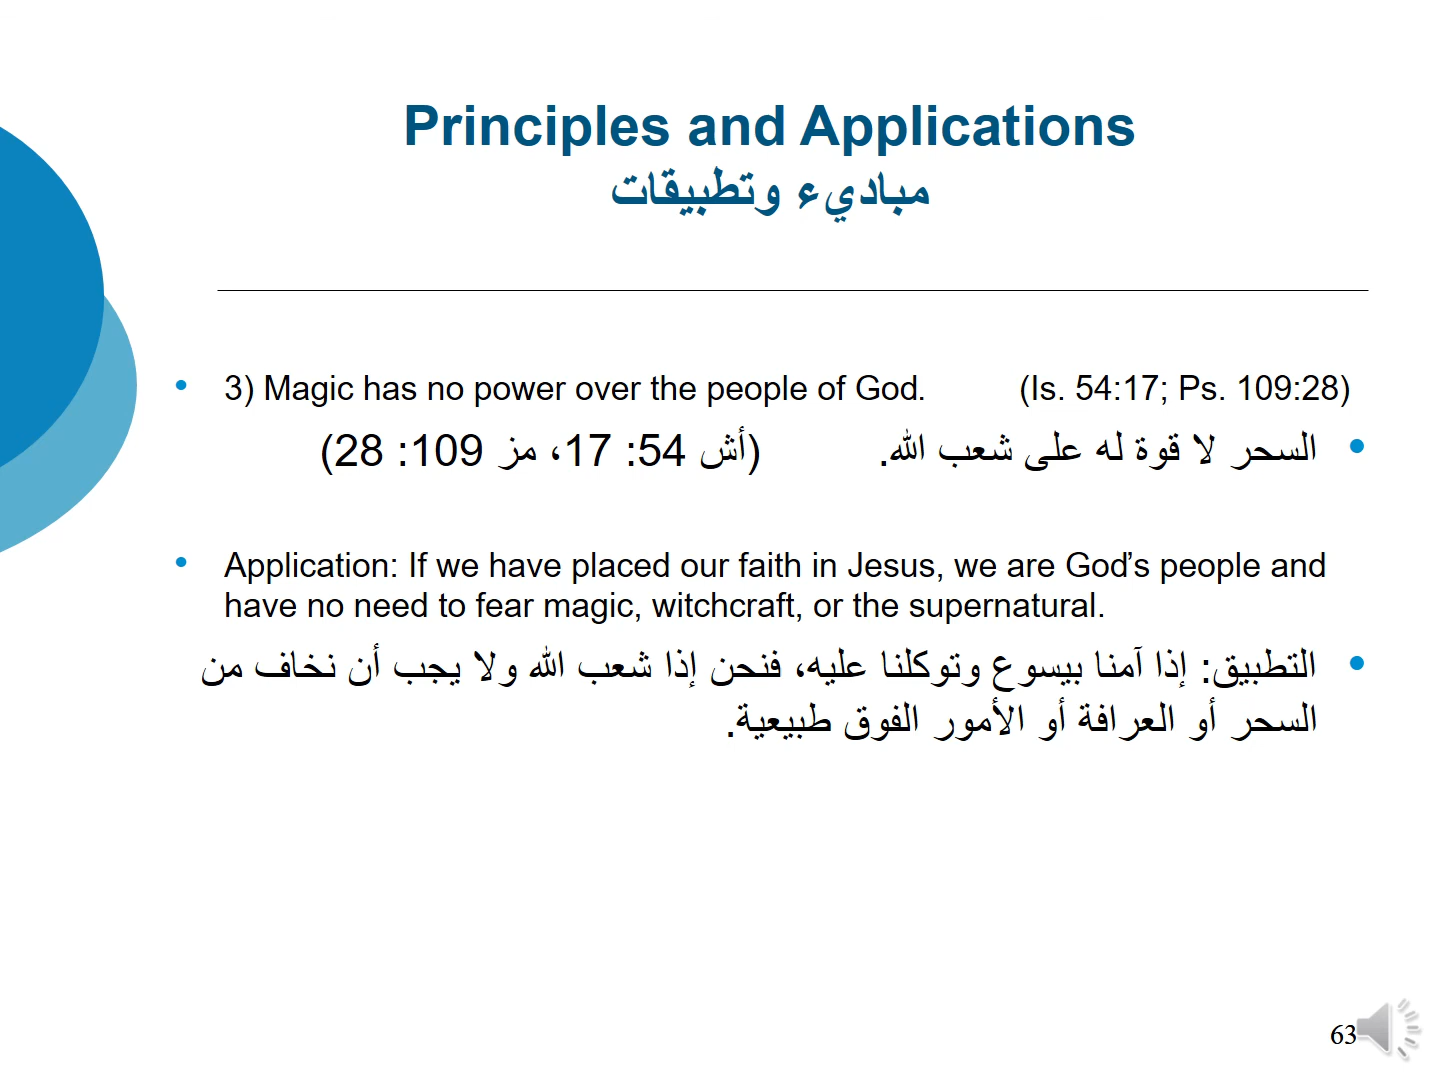 Principles and Applications
مباديء وتطبيقات
3) Magic has no power over the people of God. (Is. 54:17; Ps. 109:28)
السحر لا قوة له على شعب الله. (أش 54: 17، مز 109: 28)
Application: If we have placed our faith in Jesus, we are God’s people and
have no need to fear magic, witchcraft, or the supernatural.
التطبيق: إذا آمنا بيسوع وتوكلنا عليه، فنحن إذا شعب الله ولا يجب أن نخاف من
السحر أو العرافة أو الأمور الفوق طبيعية.
63